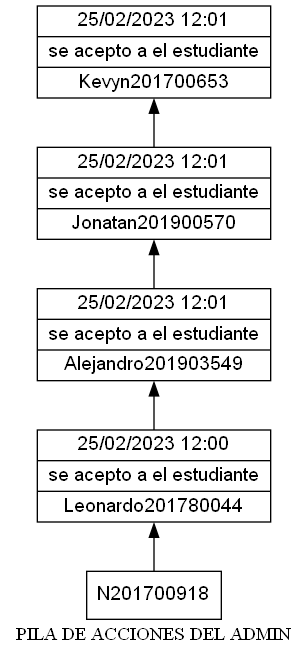 25/02/2023 12:01
se acepto a el estudiante
Kevyn201700653
25/02/2023 12:01
se acepto a el estudiante
Jonatan201900570
25/02/2023 12:01
se acepto a el estudiante
Alejandro201903549
25/02/2023 12:00
se acepto a el estudiante
Leonardo201780044
N201700918
PILA DE ACCIONES DEL ADMIN